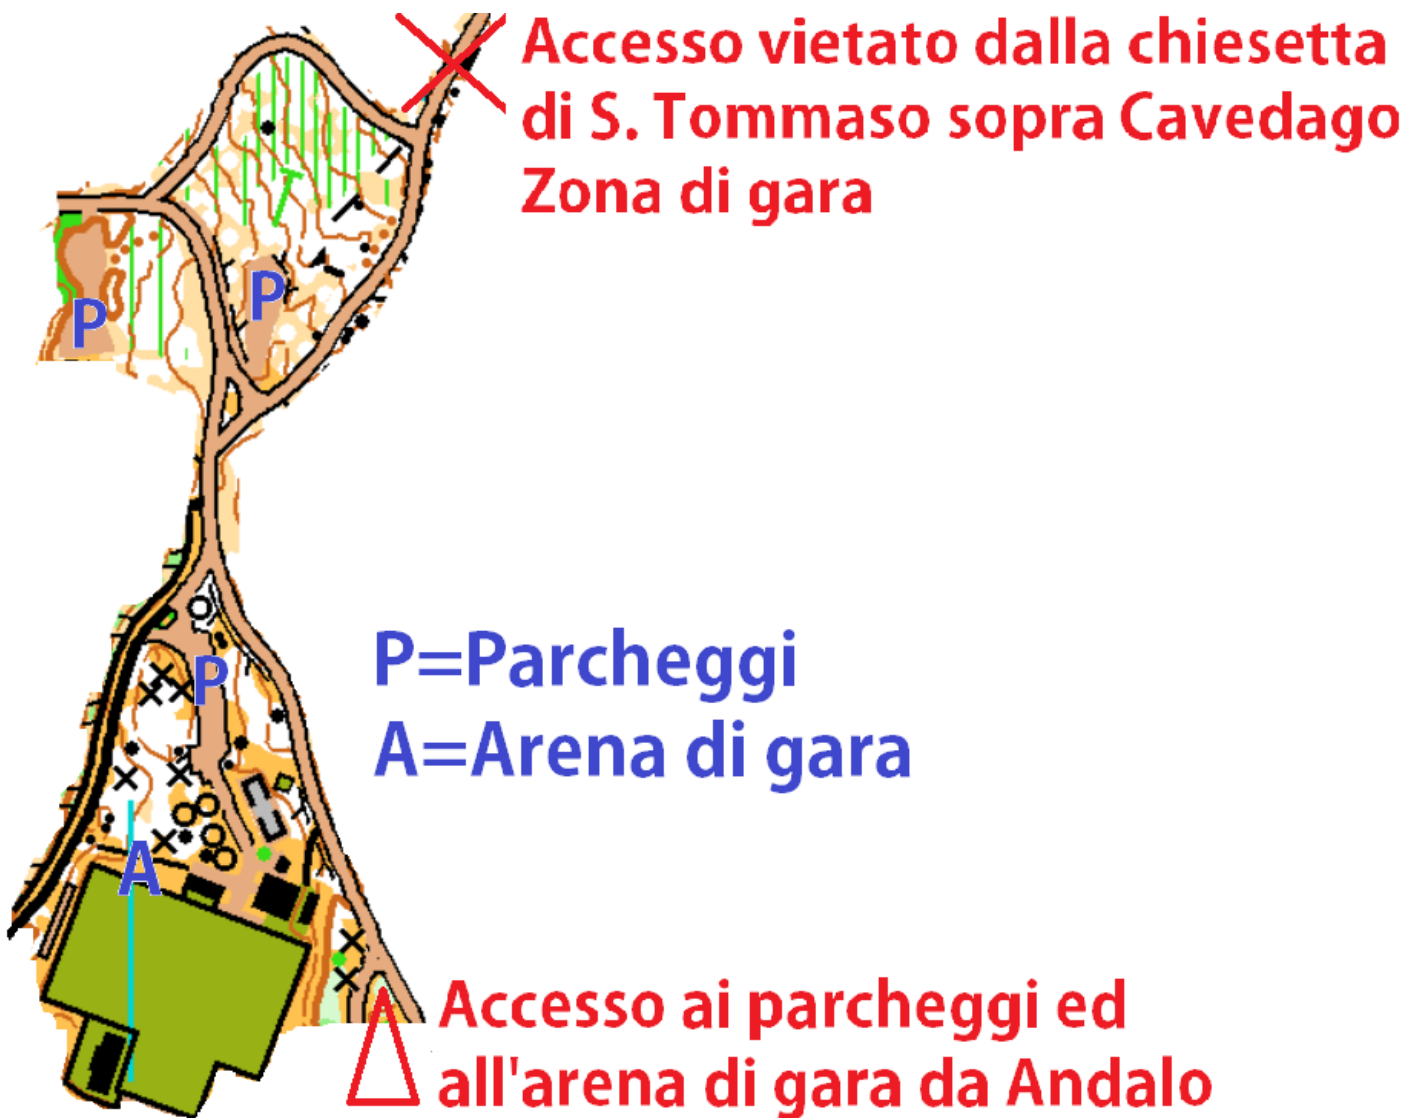 Accesso vietato dalla chiesetta
di S. Tommaso sopra Cavedago
Zona di gara
P
P
P=Parcheggi
P
A=Arena di gara
A
Accesso ai parcheggi ed
all'arena di gara da Andalo